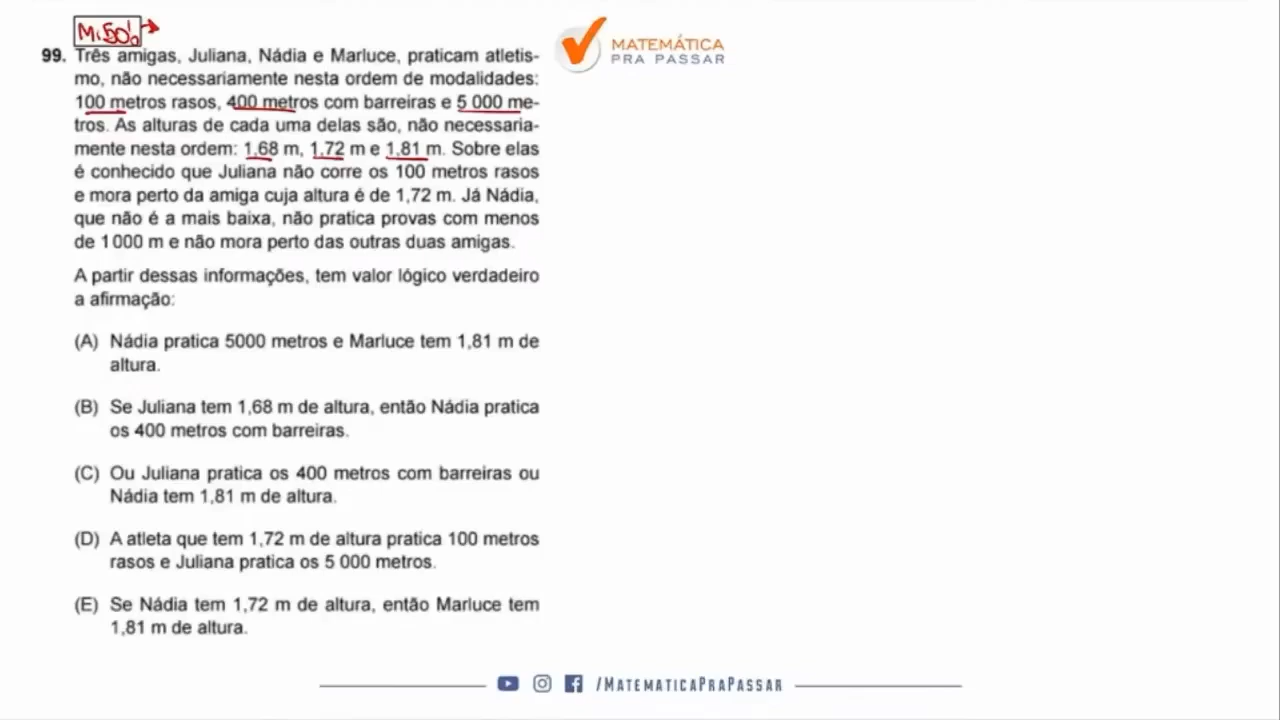 M, 50%
MATEMÁTICA
PRA PASSAR
99. Três amigas, Juliana, Nádia e Marluce, praticam atletis-
mo, não necessariamente nesta ordem de modalidades:
100 metros rasos, 400 metros com barreiras e 5 000 me-
tros. As alturas de cada uma delas são, não necessaria-
mente nesta ordem: 1,68 m, 1,72 m e 1,81 m. Sobre elas
é conhecido que Juliana não corre os 100 metros rasos
e mora perto da amiga cuja altura é de 1,72 m. Já Nádia,
que não é a mais baixa, não pratica provas com menos
de 1 000 m e não mora perto das outras duas amigas.
A partir dessas informações, tem valor lógico verdadeiro
a afirmação:
(A) Nádia pratica 5000 metros e Marluce tem 1,81 m de
altura.
(B) Se Juliana tem 1,68 m de altura, então Nádia pratica
os 400 metros com barreiras.
(C) Ou Juliana pratica os 400 metros com barreiras ou
Nádia tem 1,81 m de altura.
(D) A atleta que tem 1,72 m de altura pratica 100 metros
rasos e Juliana pratica os 5 000 metros.
(E) Se Nádia tem 1,72 m de altura, então Marluce tem
1,81 m de altura.
/MATEMATICAPRAPASSAR